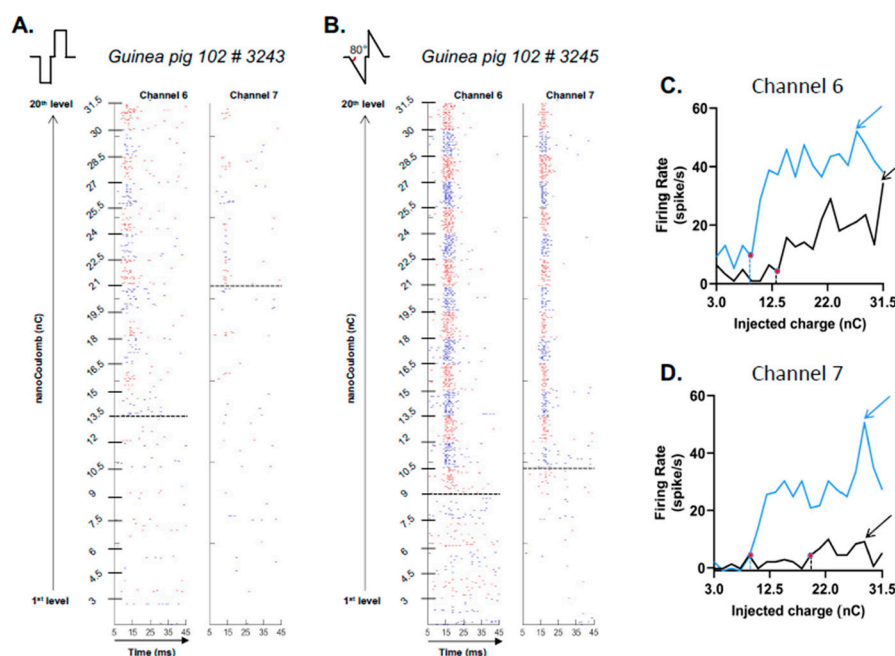 A.
Guinea pig 102 # 3243
20th level
Channel 6
Channel 7
31.5
30
28.5
27
25.5
24
22.5
21
19.5
18
16.5
15
13.5
12
10.5
9
7.5
6
4.5
3
nanoCoulomb (nC)
1st level
5 15 25 35 45
5 15 25 35 45
Time (ms)
B.
80°
Guinea pig 102 # 3245
20th level
Channel 6
Channel 7
31.5
30
28.5
27
25.5
24
22.5
21
19.5
18
16.5
15
13.5
12
10.5
9
7.5
6
4.5
3
nanoCoulomb (nC)
1st level
5 15 25 35 45
5 15 25 35 45
Time (ms)
C.
Channel 6
Firing Rate
(spike/s)
60
40
20
0
3.0 12.5 22.0 31.5
Injected charge (nC)
D.
Channel 7
Firing Rate
(spike/s)
60
40
20
0
3.0 12.5 22.0 31.5
Injected charge (nC)